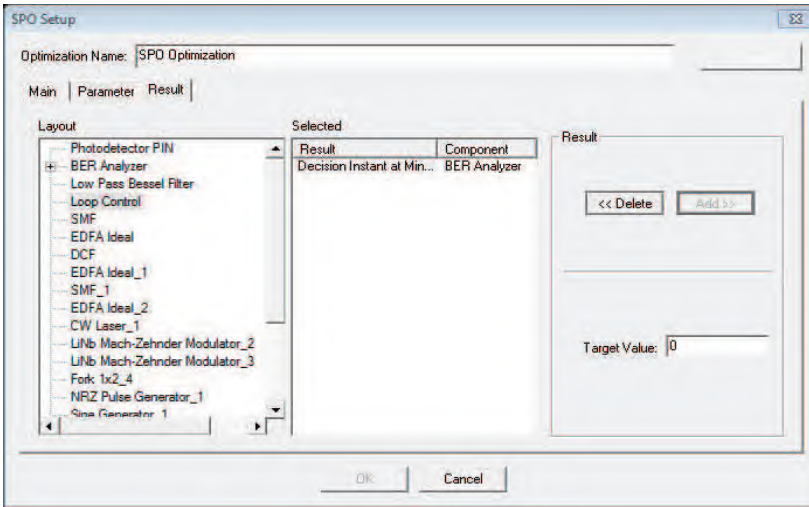 SPO Setup
Optimization Name: SPO Optimization
Main Parameter Result
Layout
Photodetector PIN
BER Analyzer
Low Pass Bessel Filter
Loop Control
SMF
EDFA Ideal
DCF
EDFA Ideal_1
SMF_1
EDFA Ideal_2
CW Laser_1
LiNb Mach-Zehnder Modulator_2
LiNb Mach-Zehnder Modulator_3
Fork 1x2_4
NRZ Pulse Generator_1
Sine Generator_1
Selected
Result Component
Decision Instant at Min... BER Analyzer
Result
<< Delete Add >>
Target Value: 0
OK Cancel